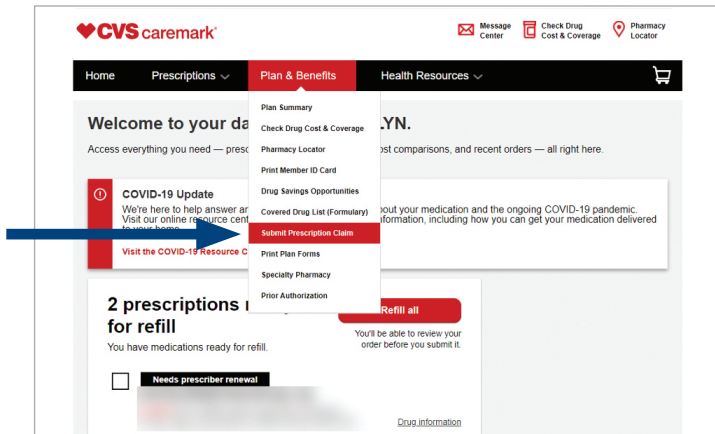 CVS caremark®
Message Center
Check Drug Cost & Coverage
Pharmacy Locator
Home Prescriptions Plan & Benefits Health Resources
Plan Summary
Check Drug Cost & Coverage
Pharmacy Locator
Print Member ID Card
Drug Savings Opportunities
Covered Drug List (Formulary)
Submit Prescription Claim
Print Plan Forms
Specialty Pharmacy
Prior Authorization
Welcome to your da YN.
Access everything you need — presc ost comparisons, and recent orders — all right here.
COVID-19 Update
We're here to help answer an out your medication and the ongoing COVID-19 pandemic.
Visit our online resource cent formation, including how you can get your medication delivered
to your home.
Visit the COVID-19 Resource C
2 prescriptions
for refill
You have medications ready for refill.
Refill all
You'll be able to review your
order before you submit it.
Needs prescriber renewal
Drug information